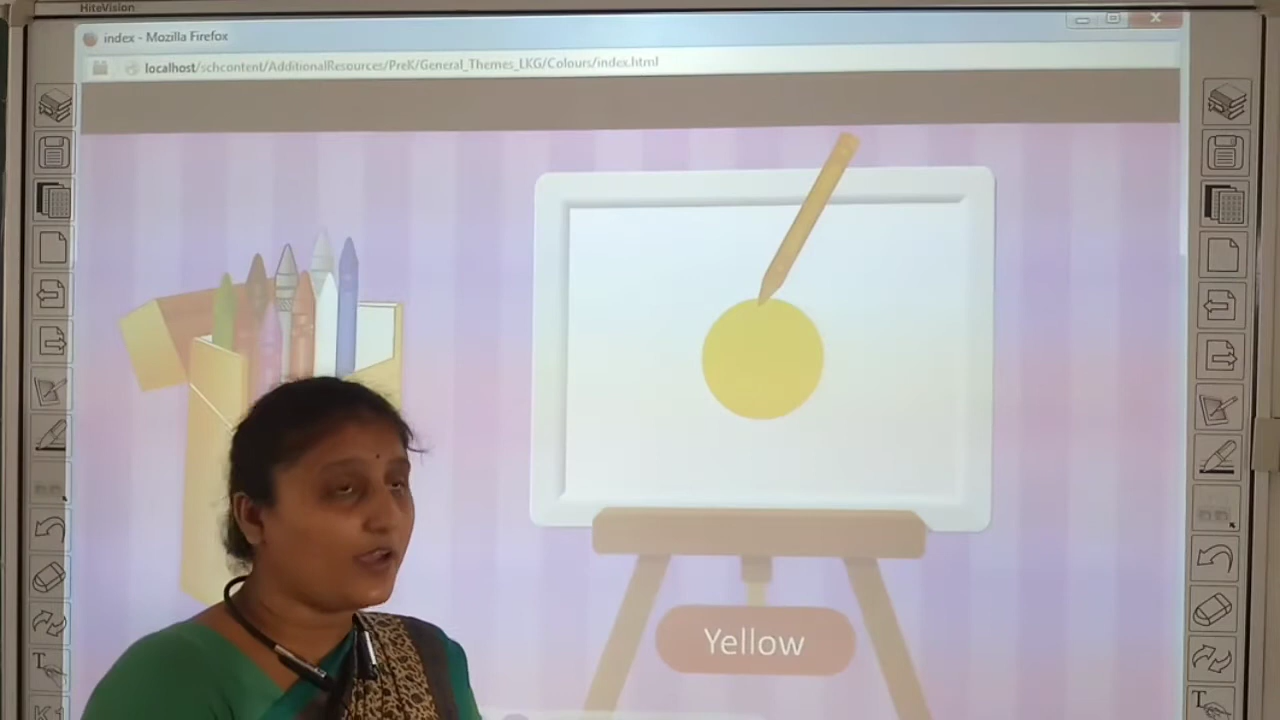 HiteVision
index - Mozilla Firefox
localhost/schcontent/AdditionalResources/PreK/General_Themes_LKG/Colours/index.html
Yellow